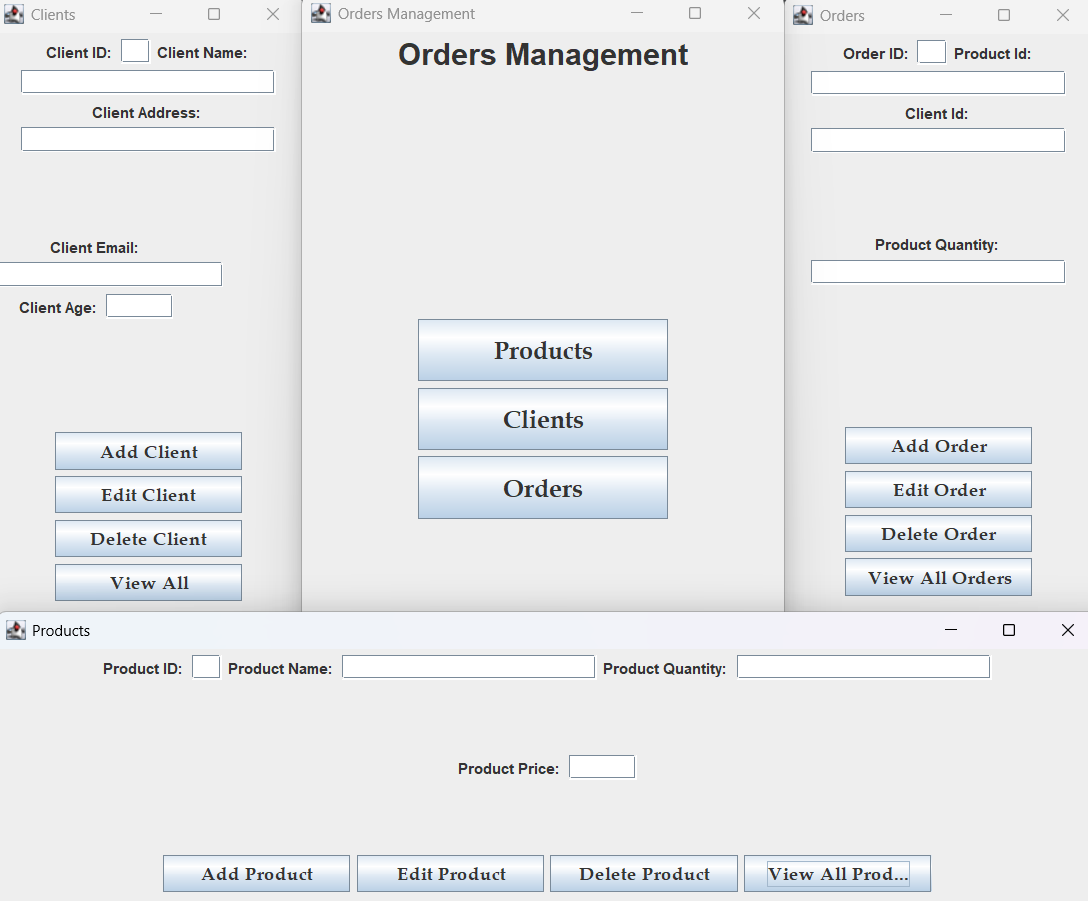 Clients
Client ID: Client Name:
Client Address:
Client Email:
Client Age:
Add Client
Edit Client
Delete Client
View All
Orders Management
Orders Management
Products
Clients
Orders
Orders
Order ID: Product Id:
Client Id:
Product Quantity:
Add Order
Edit Order
Delete Order
View All Orders
Products
Product ID: Product Name: Product Quantity:
Product Price:
Add Product Edit Product Delete Product View All Prod...